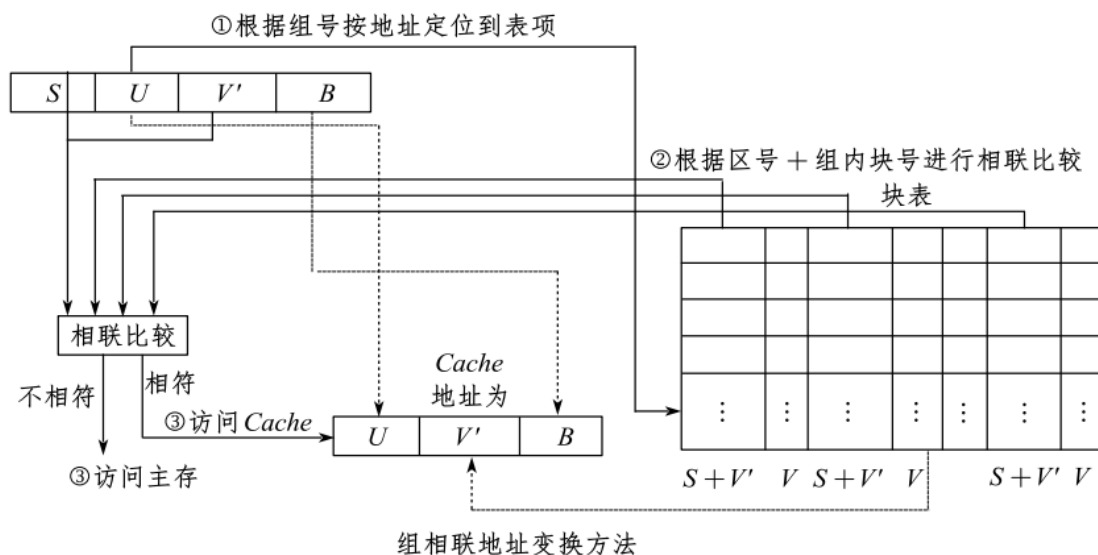 ①根据组号按地址定位到表项
S U V′ B
②根据区号＋组内块号进行相联比较
块表
相联比较
不相符
相符
Cache
地址为
③访问Cache
U V′ B
③访问主存
⋮ ⋮ ⋮ ⋮ ⋮ ⋮ ⋮
S+V′ V S+V′ V S+V′ V
组相联地址变换方法